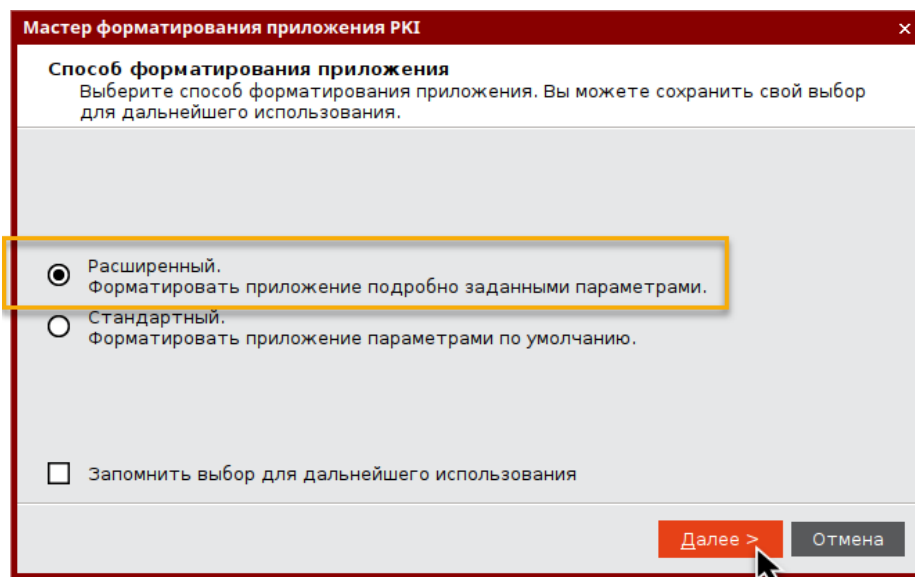 Мастер форматирования приложения PKI
Способ форматирования приложения
Выберите способ форматирования приложения. Вы можете сохранить свой выбор
для дальнейшего использования.
Расширенный.
Форматировать приложение подробно заданными параметрами.
Стандартный.
Форматировать приложение параметрами по умолчанию.
Запомнить выбор для дальнейшего использования
Далее >
Отмена